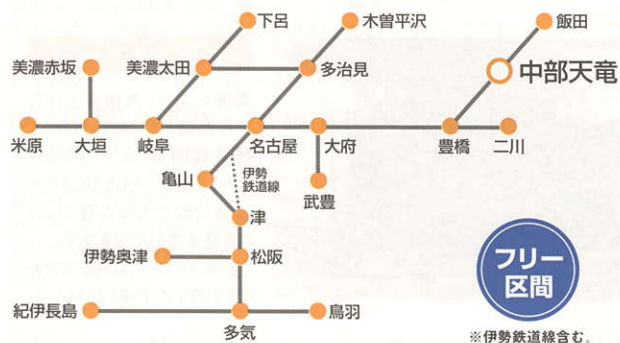 下呂
木曽平沢
飯田
美濃赤坂
美濃太田
多治見
中部天竜
米原
大垣
岐阜
名古屋
大府
豊橋
二川
亀山
伊勢
鉄道線
武豊
津
伊勢奥津
松阪
フリー
区間
紀伊長島
多気
鳥羽
※伊勢鉄道線含む。